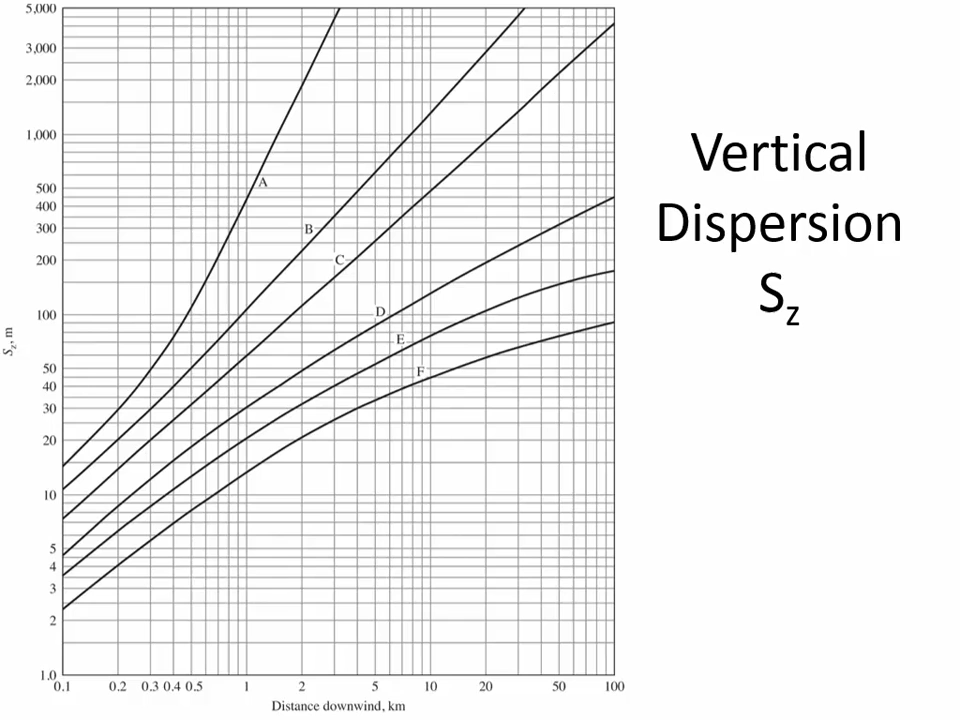 5,000
3,000
2,000
1,000
500
400
300
200
100
50
40
30
20
10
5
4
3
2
1.0
S_z, m
A
B
C
D
E
F
0.1 0.2 0.3 0.4 0.5 1 2 5 10 20 50 100
Distance downwind, km
Vertical
Dispersion
S_z